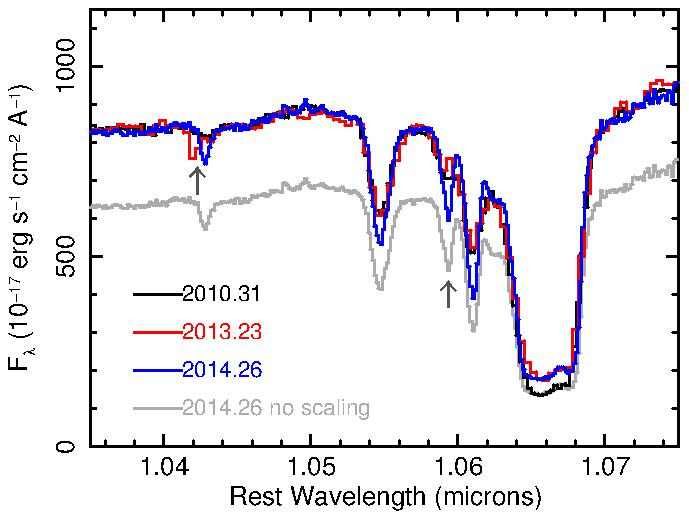 1000
500
0
F_λ (10⁻¹⁷ erg s⁻¹ cm⁻² A⁻¹)
2010.31
2013.23
2014.26
2014.26 no scaling
1.04 1.05 1.06 1.07
Rest Wavelength (microns)